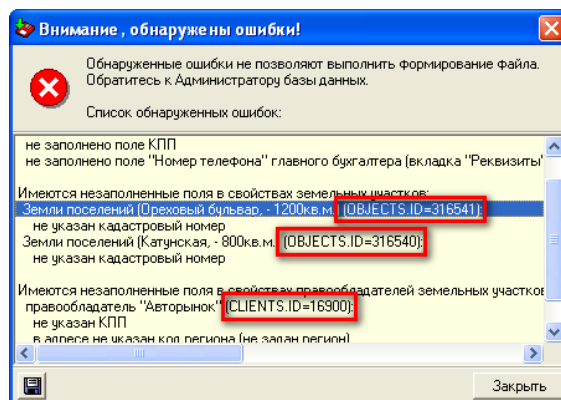 Внимание , обнаружены ошибки!
Обнаруженные ошибки не позволяют выполнить формирование файла.
Обратитесь к Администратору базы данных.
Список обнаруженных ошибок:
не заполнено поле КПП
не заполнено поле "Номер телефона" главного бухгалтера (вкладка "Реквизиты"
Имеются незаполненные поля в свойствах земельных участков:
Земли поселений (Ореховый бульвар, - 1200кв.м. (OBJECTS.ID=316541):
не указан кадастровый номер
Земли поселений (Катунская, - 800кв.м. (OBJECTS.ID=316540):
не указан кадастровый номер
Имеются незаполненные поля в свойствах правообладателей земельных участков
правообладатель "Авторынок" (CLIENTS.ID=16900):
не указан КПП
в адресе не указан код региона (не задан регион)
Закрыть